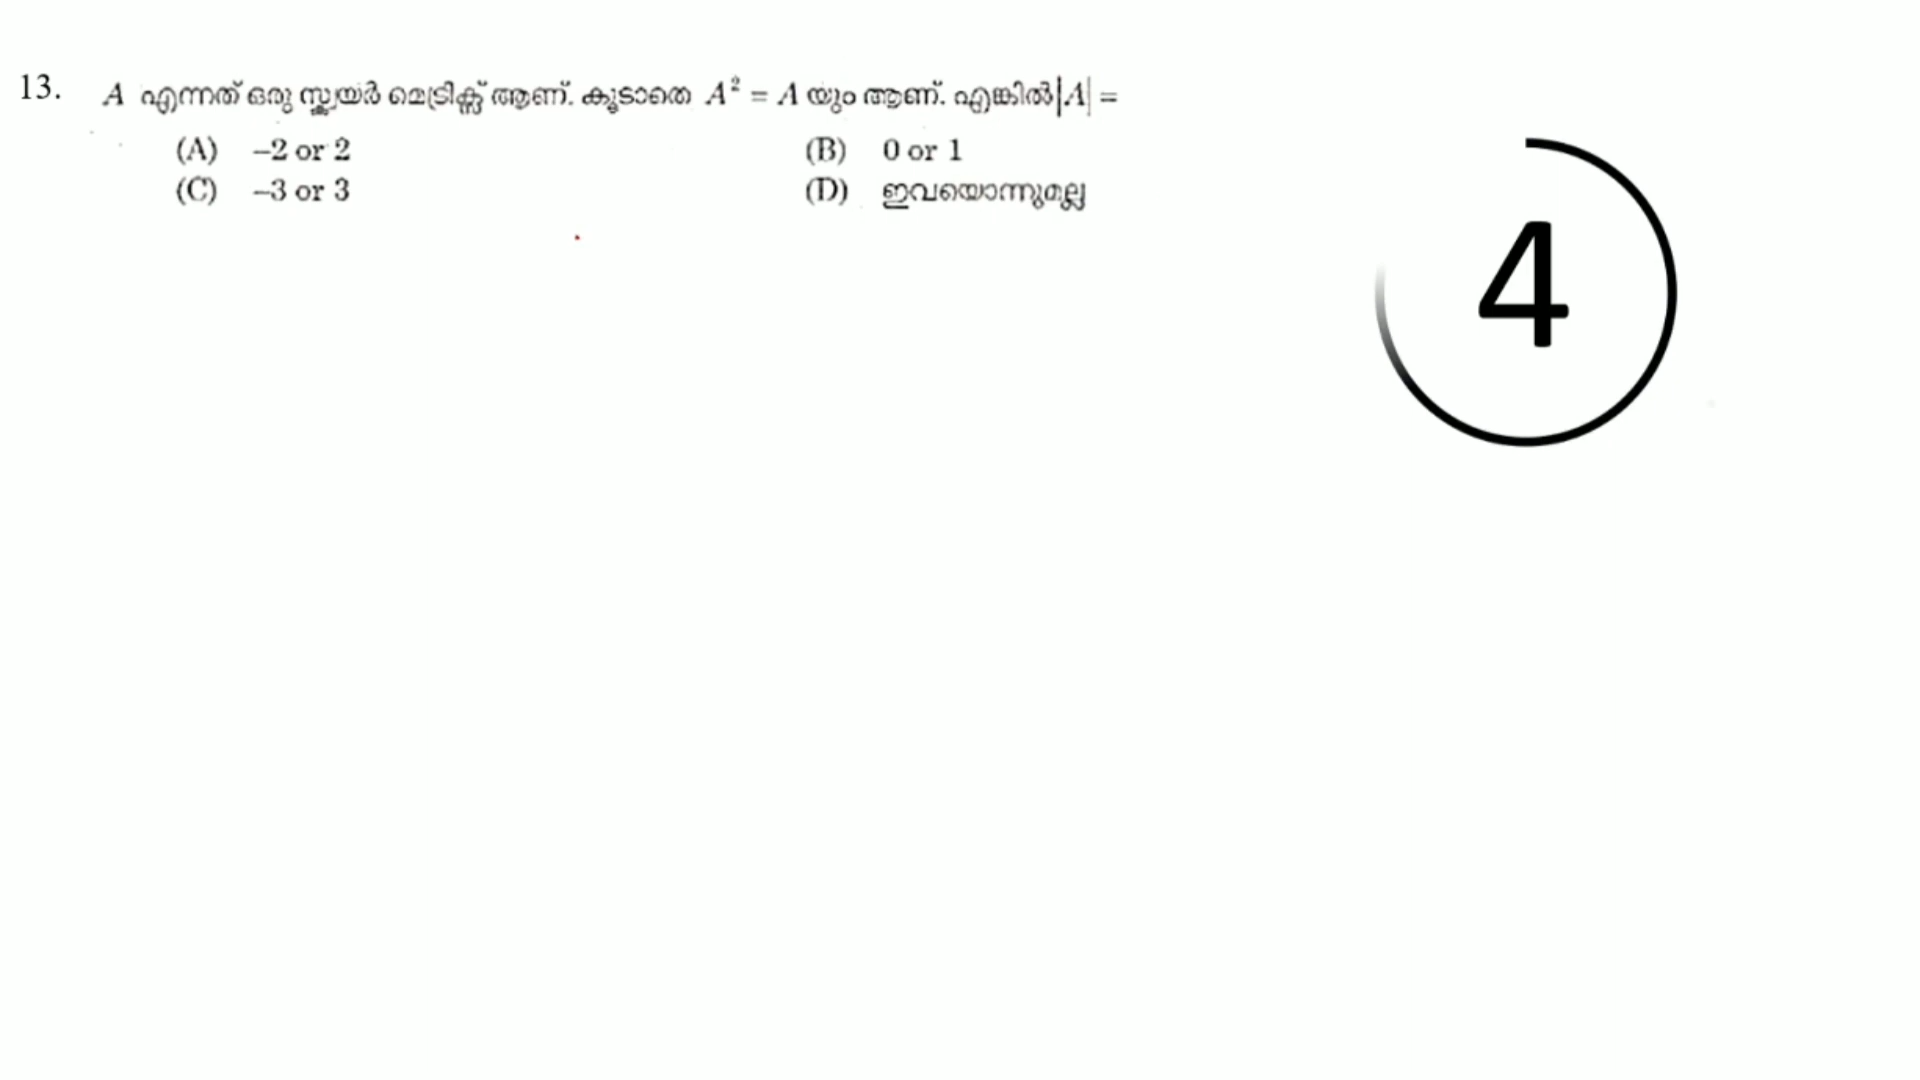 13. A എന്നത് ഒരു സ്ക്വയർ മെട്രിക്സ് ആണ്. കൂടാതെ A² = A യും ആണ്. എങ്കിൽ |A| =
(A) –2 or 2 (B) 0 or 1
(C) –3 or 3 (D) ഇവയൊന്നുമല്ല
4